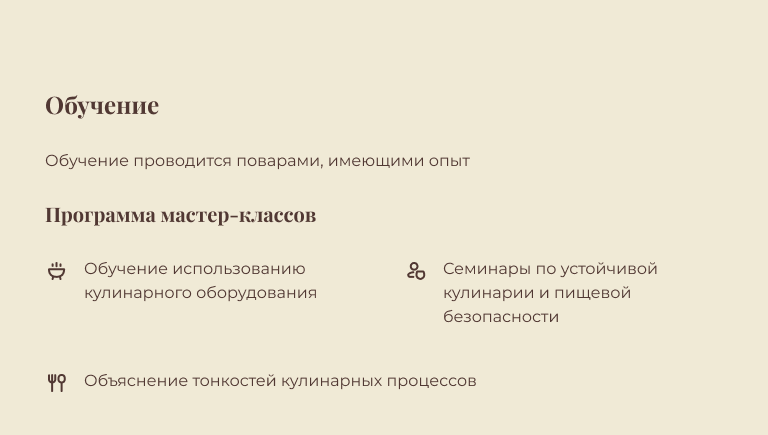 Обучение
Обучение проводится поварами, имеющими опыт
Программа мастер-классов
Обучение использованию
кулинарного оборудования
Семинары по устойчивой
кулинарии и пищевой
безопасности
Объяснение тонкостей кулинарных процессов